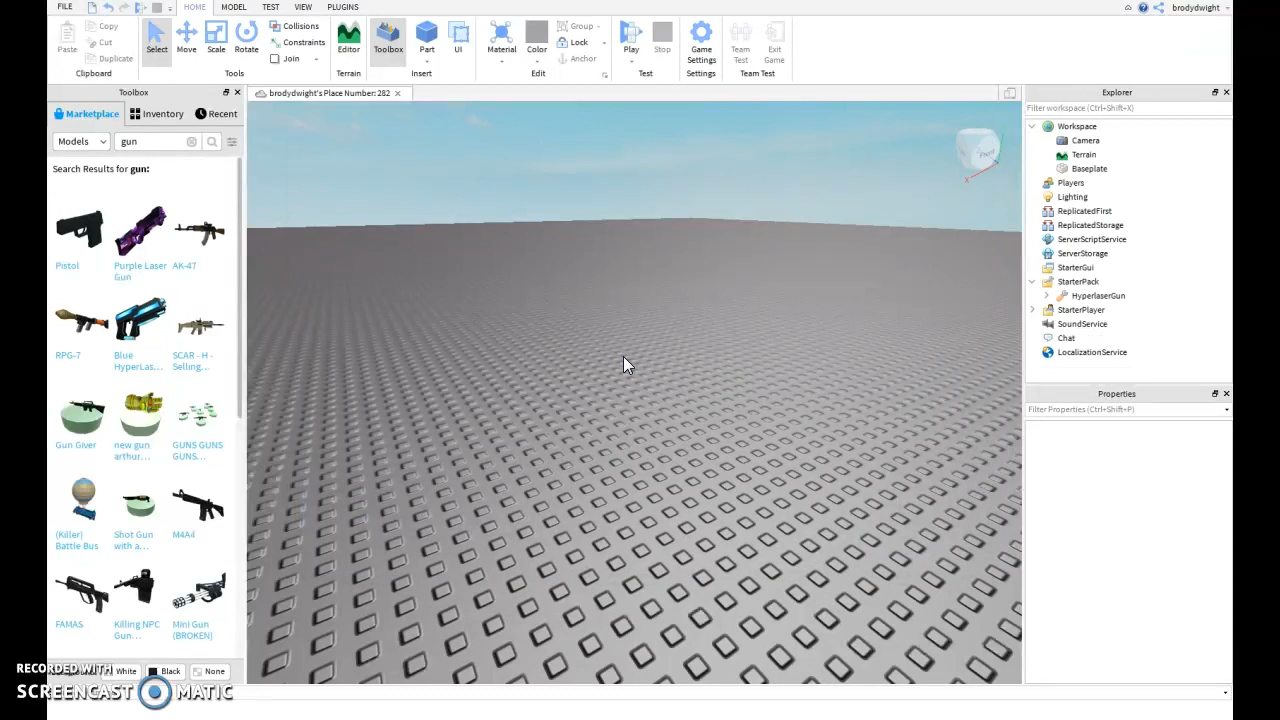 FILE HOME MODEL TEST VIEW PLUGINS brodydwight
Paste Copy Cut Duplicate Select Move Scale Rotate Collisions Constraints Join Editor Toolbox Part UI Material Color Group Lock Anchor Play Stop Game Settings Team Test Exit Game
Clipboard Tools Terrain Insert Edit Test Settings Team Test
Toolbox
brodydwight's Place Number: 282
Explorer
Marketplace Inventory Recent
Filter workspace (Ctrl+Shift+X)
Models gun
Search Results for gun:
Pistol
Purple Laser Gun
AK-47
RPG-7
Blue HyperLas...
SCAR - H - Selling...
Gun Giver
new gun arthur...
GUNS GUNS GUNS...
(Killer) Battle Bus
Shot Gun with a...
M4A4
FAMAS
Killing NPC Gun...
Mini Gun (BROKEN)
White Black None
Front
X
Workspace
Camera
Terrain
Baseplate
Players
Lighting
ReplicatedFirst
ReplicatedStorage
ServerScriptService
ServerStorage
StarterGui
StarterPack
HyperlaserGun
StarterPlayer
SoundService
Chat
LocalizationService
Properties
Filter Properties (Ctrl+Shift+P)
RECORDED WITH
SCREENCAST MATIC